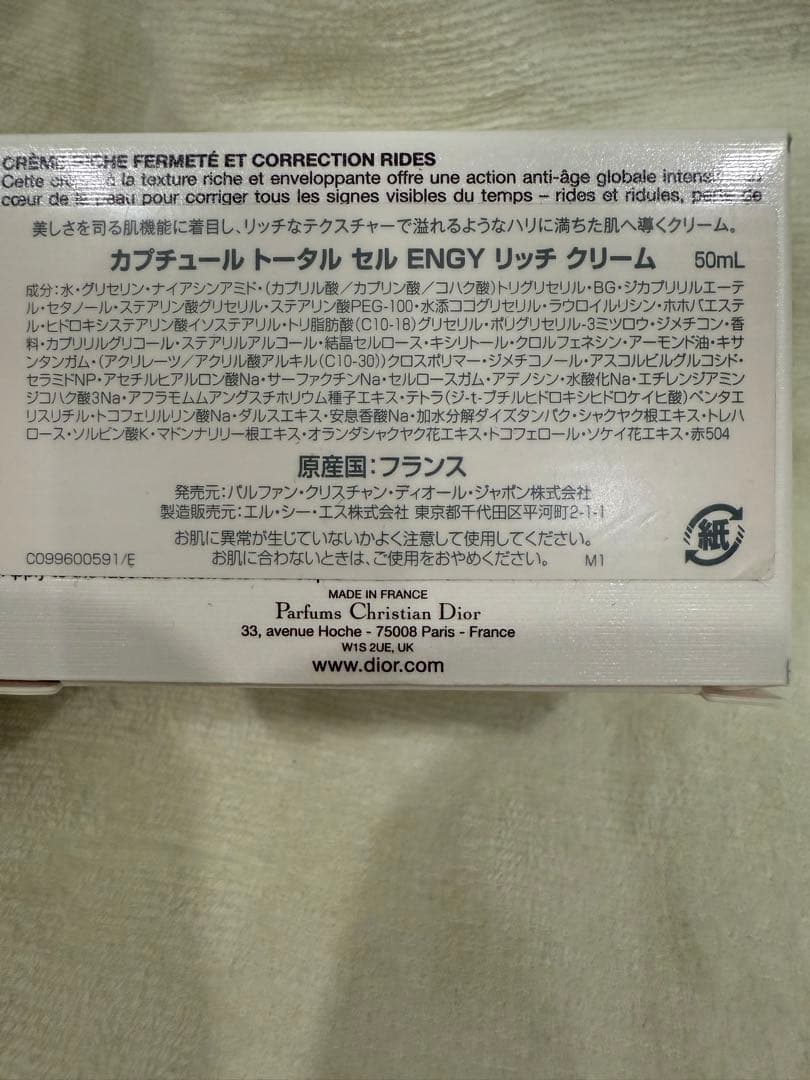 CRÈME RICHE FERMETÉ ET CORRECTION RIDES
Cette crème à la texture riche et enveloppante offre une action anti-âge globale
cœur de la peau pour corriger tous les signes visibles du temps – rides et ridules, perte de
美しさを司る肌機能に着目し、リッチなテクスチャーで溢れるようなハリに満ちた肌へ導くクリーム。
カプチュール トータル セル ENGY リッチ クリーム 50mL
成分：水・グリセリン・ナイアシンアミド・（カプリル酸／カプリン酸／コハク酸）トリグリセリル・BG・ジカプリリルエーテ
ル・セタノール・ステアリン酸グリセリル・ステアリン酸PEG-100・水添ココグリセリル・ラウロイルリシン・ホホバエステ
ル・ヒドロキシステアリン酸イソステアリル・トリ脂肪酸（C10-18）グリセリル・ポリグリセリル-3ミツロウ・ジメチコン・香
料・カプリリルグリコール・ステアリルアルコール・結晶セルロース・キシリトール・クロルフェネシン・アーモンド油・キサ
ンタンガム・（アクリレーツ／アクリル酸アルキル（C10-30））クロスポリマー・ジメチコノール・アスコルビルグルコシド・
セラミドNP・アセチルヒアルロン酸Na・サーファクチンNa・セルロースガム・アデノシン・水酸化Na・エチレンジアミン
ジコハク酸3Na・アフラモムムアングスチホリウム種子エキス・テトラ（ジ-t-ブチルヒドロキシヒドロケイヒ酸）ペンタエ
リスリチル・トコフェリルリン酸Na・ダルスエキス・安息香酸Na・加水分解ダイズタンパク・シャクヤク根エキス・トレハ
ロース・ソルビン酸K・マドンナリリー根エキス・オランダシャクヤク花エキス・トコフェロール・ソケイ花エキス・赤504
原産国：フランス
発売元：パルファン・クリスチャン・ディオール・ジャポン株式会社
製造販売元：エル・シー・エス株式会社 東京都千代田区平河町2-1-1
お肌に異常が生じていないかよく注意して使用してください。
C099600591/E お肌に合わないときは、ご使用をおやめください。 M1
紙
MADE IN FRANCE
Parfums Christian Dior
33, avenue Hoche - 75008 Paris - France
W1S 2UE, UK
www.dior.com